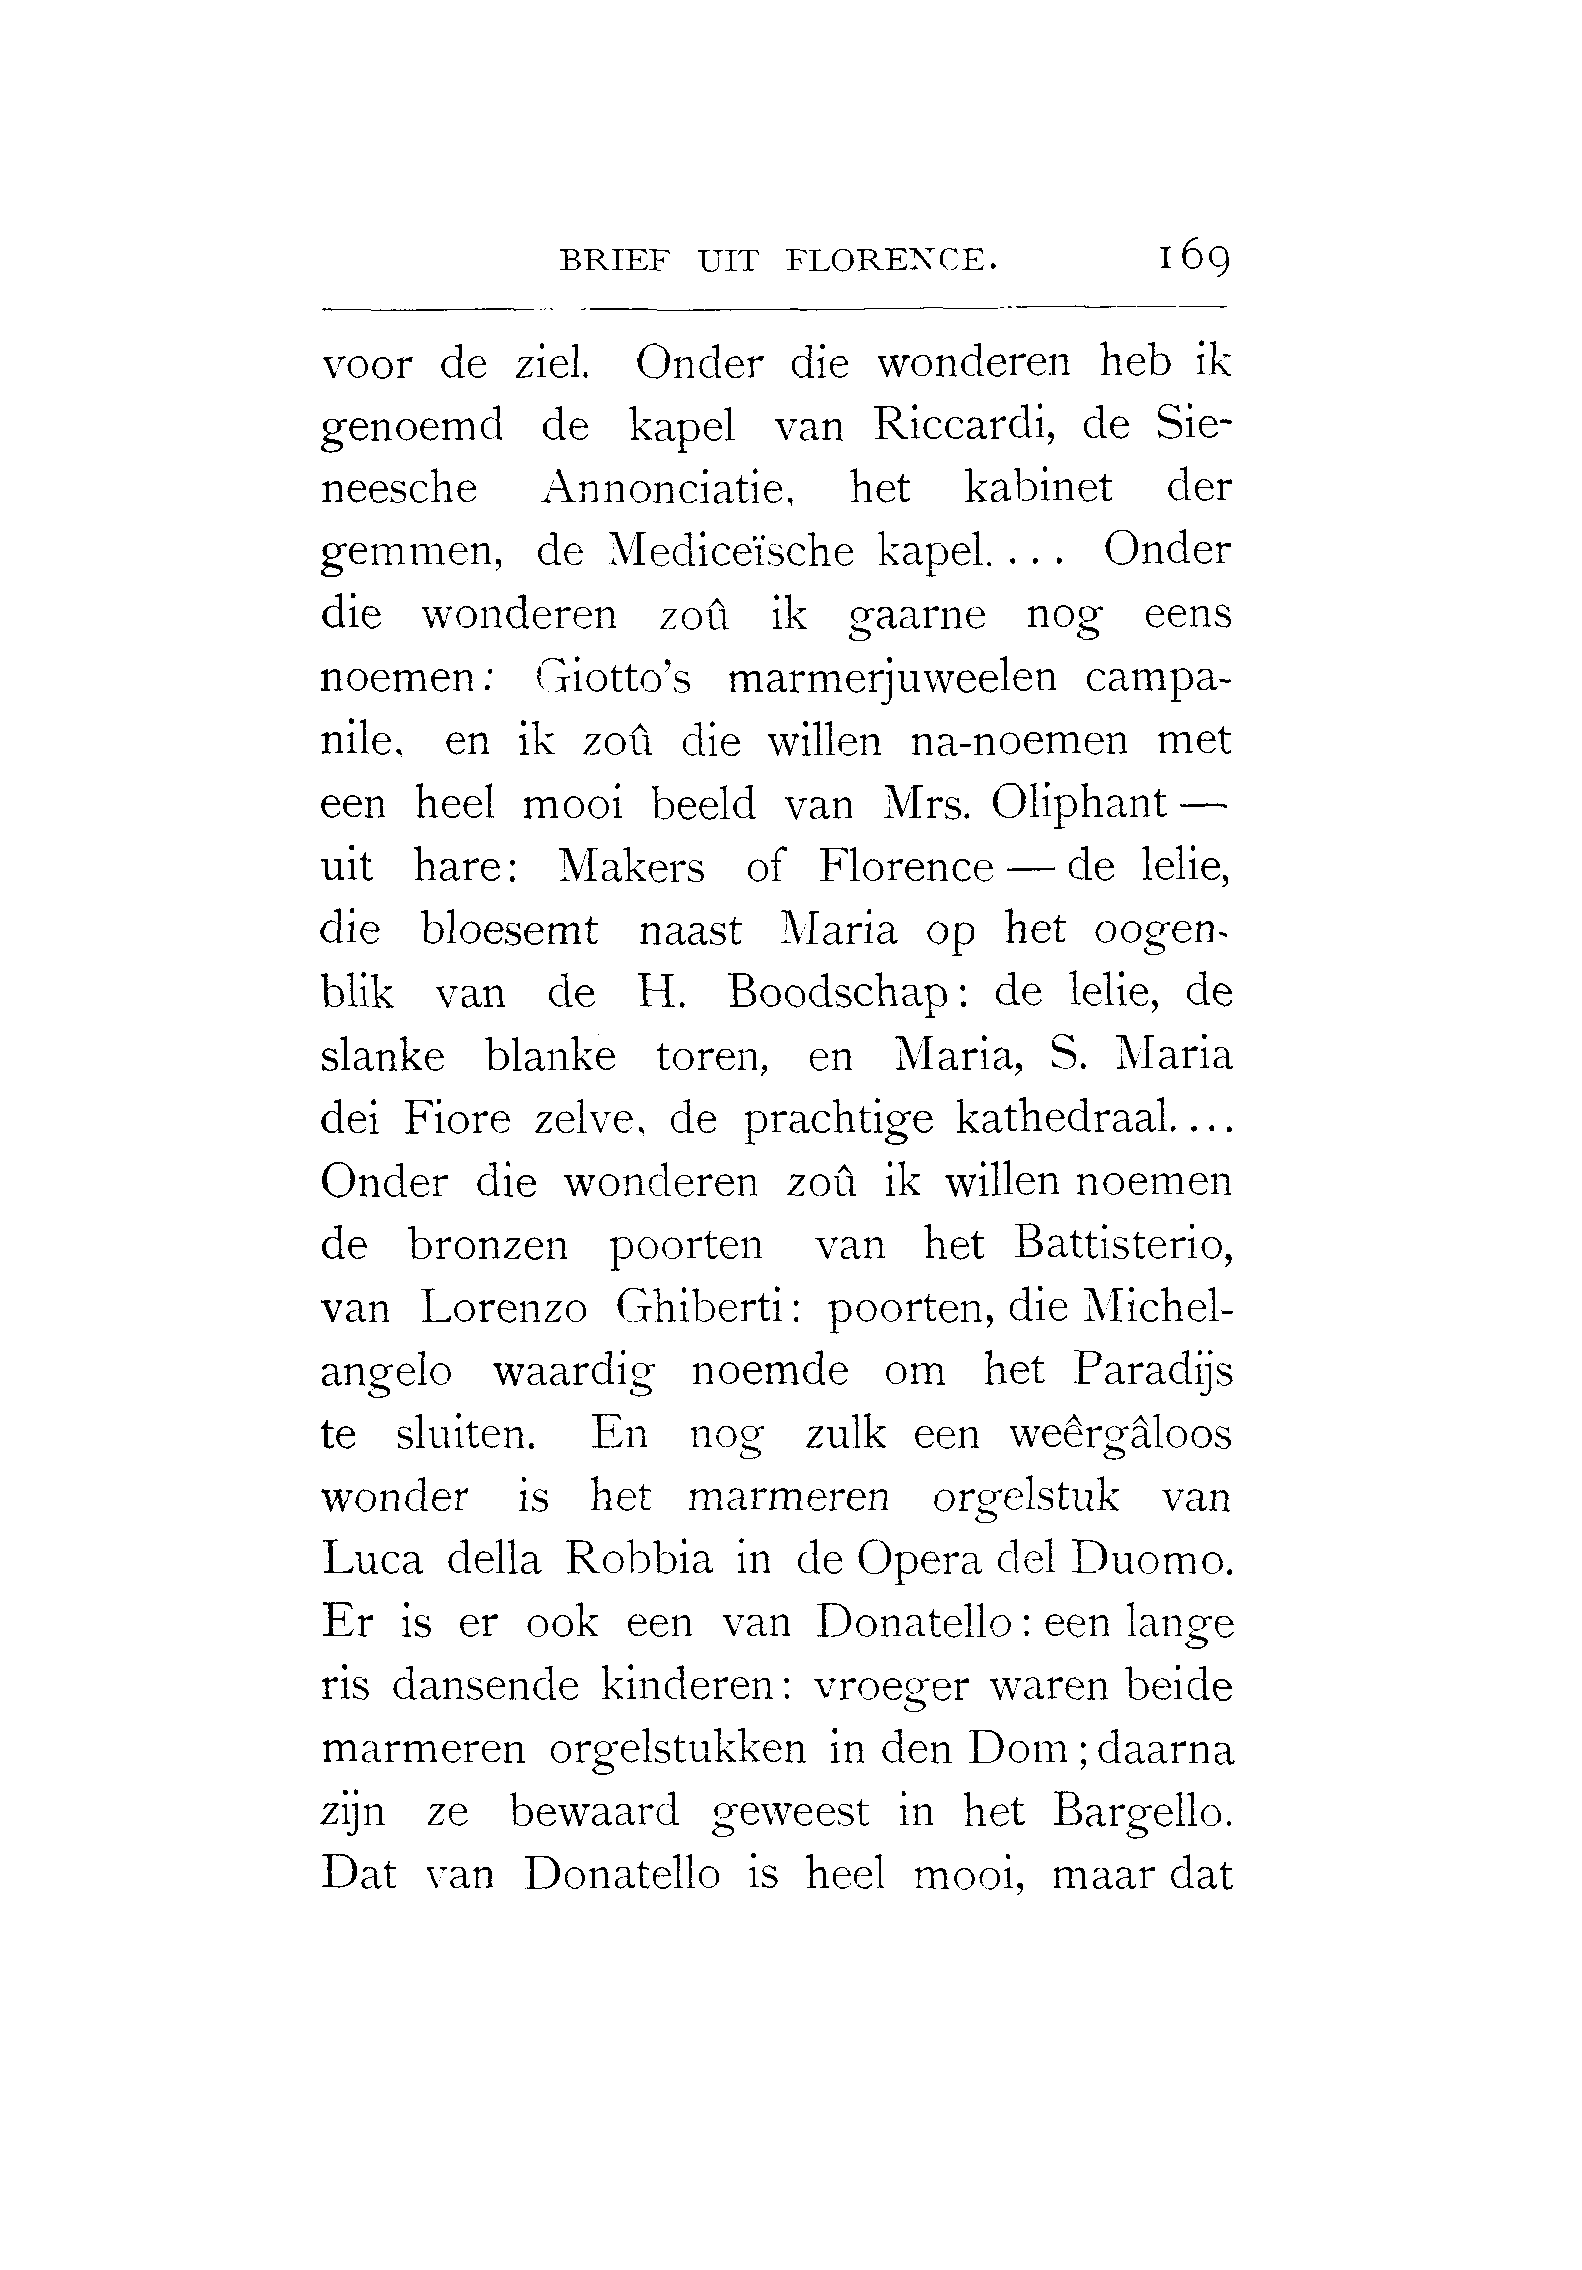 BRIEF UIT FLORENCE. 169
voor de ziel. Onder die wonderen heb ik
genoemd de kapel van Riccardi, de Sie-
neesche Annonciatie, het kabinet der
gemmen, de Mediceïsche kapel.... Onder
die wonderen zoû ik gaarne nog eens
noemen: Giotto's marmerjuweelen campa-
nile, en ik zoû die willen na-noemen met
een heel mooi beeld van Mrs. Oliphant —
uit hare: Makers of Florence — de lelie,
die bloesemt naast Maria op het oogen-
blik van de H. Boodschap: de lelie, de
slanke blanke toren, en Maria, S. Maria
dei Fiore zelve, de prachtige kathedraal....
Onder die wonderen zoû ik willen noemen
de bronzen poorten van het Battisterio,
van Lorenzo Ghiberti: poorten, die Michel-
angelo waardig noemde om het Paradijs
te sluiten. En nog zulk een weêrgâloos
wonder is het marmeren orgelstuk van
Luca della Robbia in de Opera del Duomo.
Er is er ook een van Donatello: een lange
ris dansende kinderen: vroeger waren beide
marmeren orgelstukken in den Dom; daarna
zijn ze bewaard geweest in het Bargello.
Dat van Donatello is heel mooi, maar dat